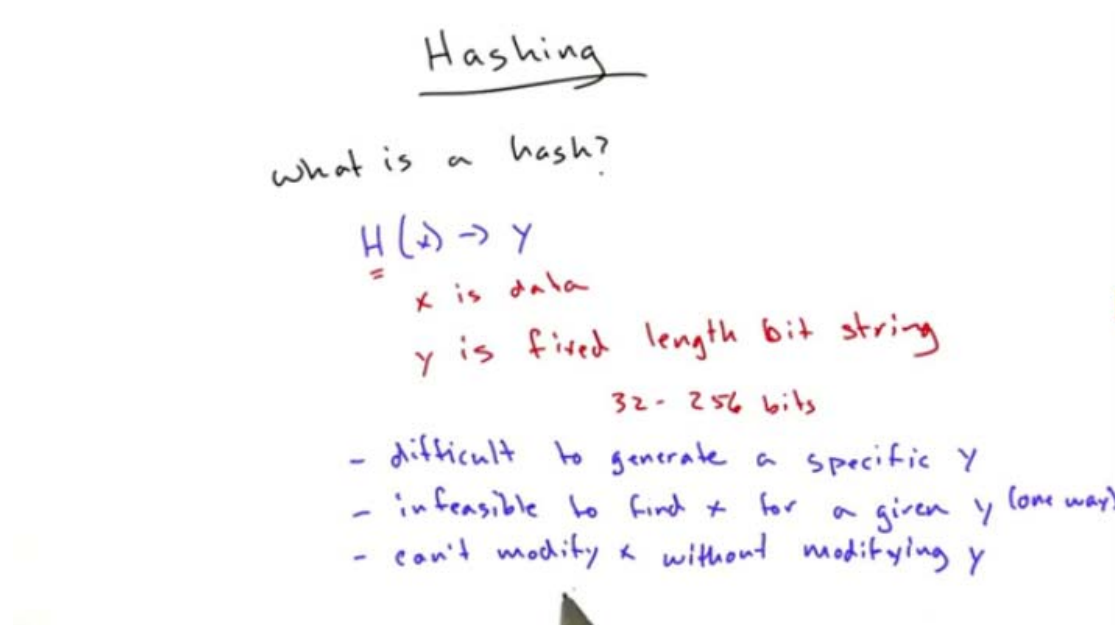 Hashing
what is a hash?
H(x) → y
x is data
y is fixed length bit string
32- 256 bits
- difficult to generate a specific y
- infeasible to find x for a given y (one way)
- can't modify x without modifying y